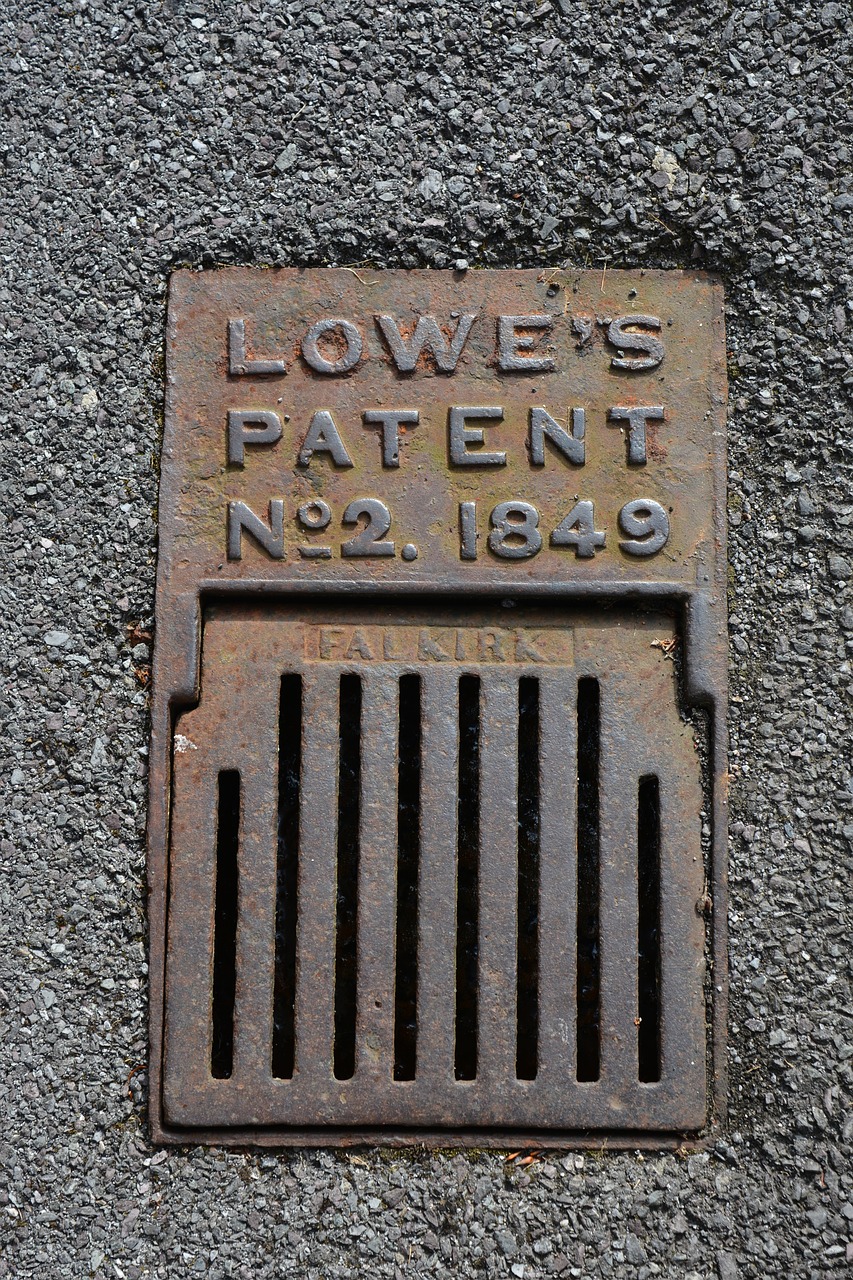 LOWE'S
PATENT
Nº2. 1849
FALKIRK